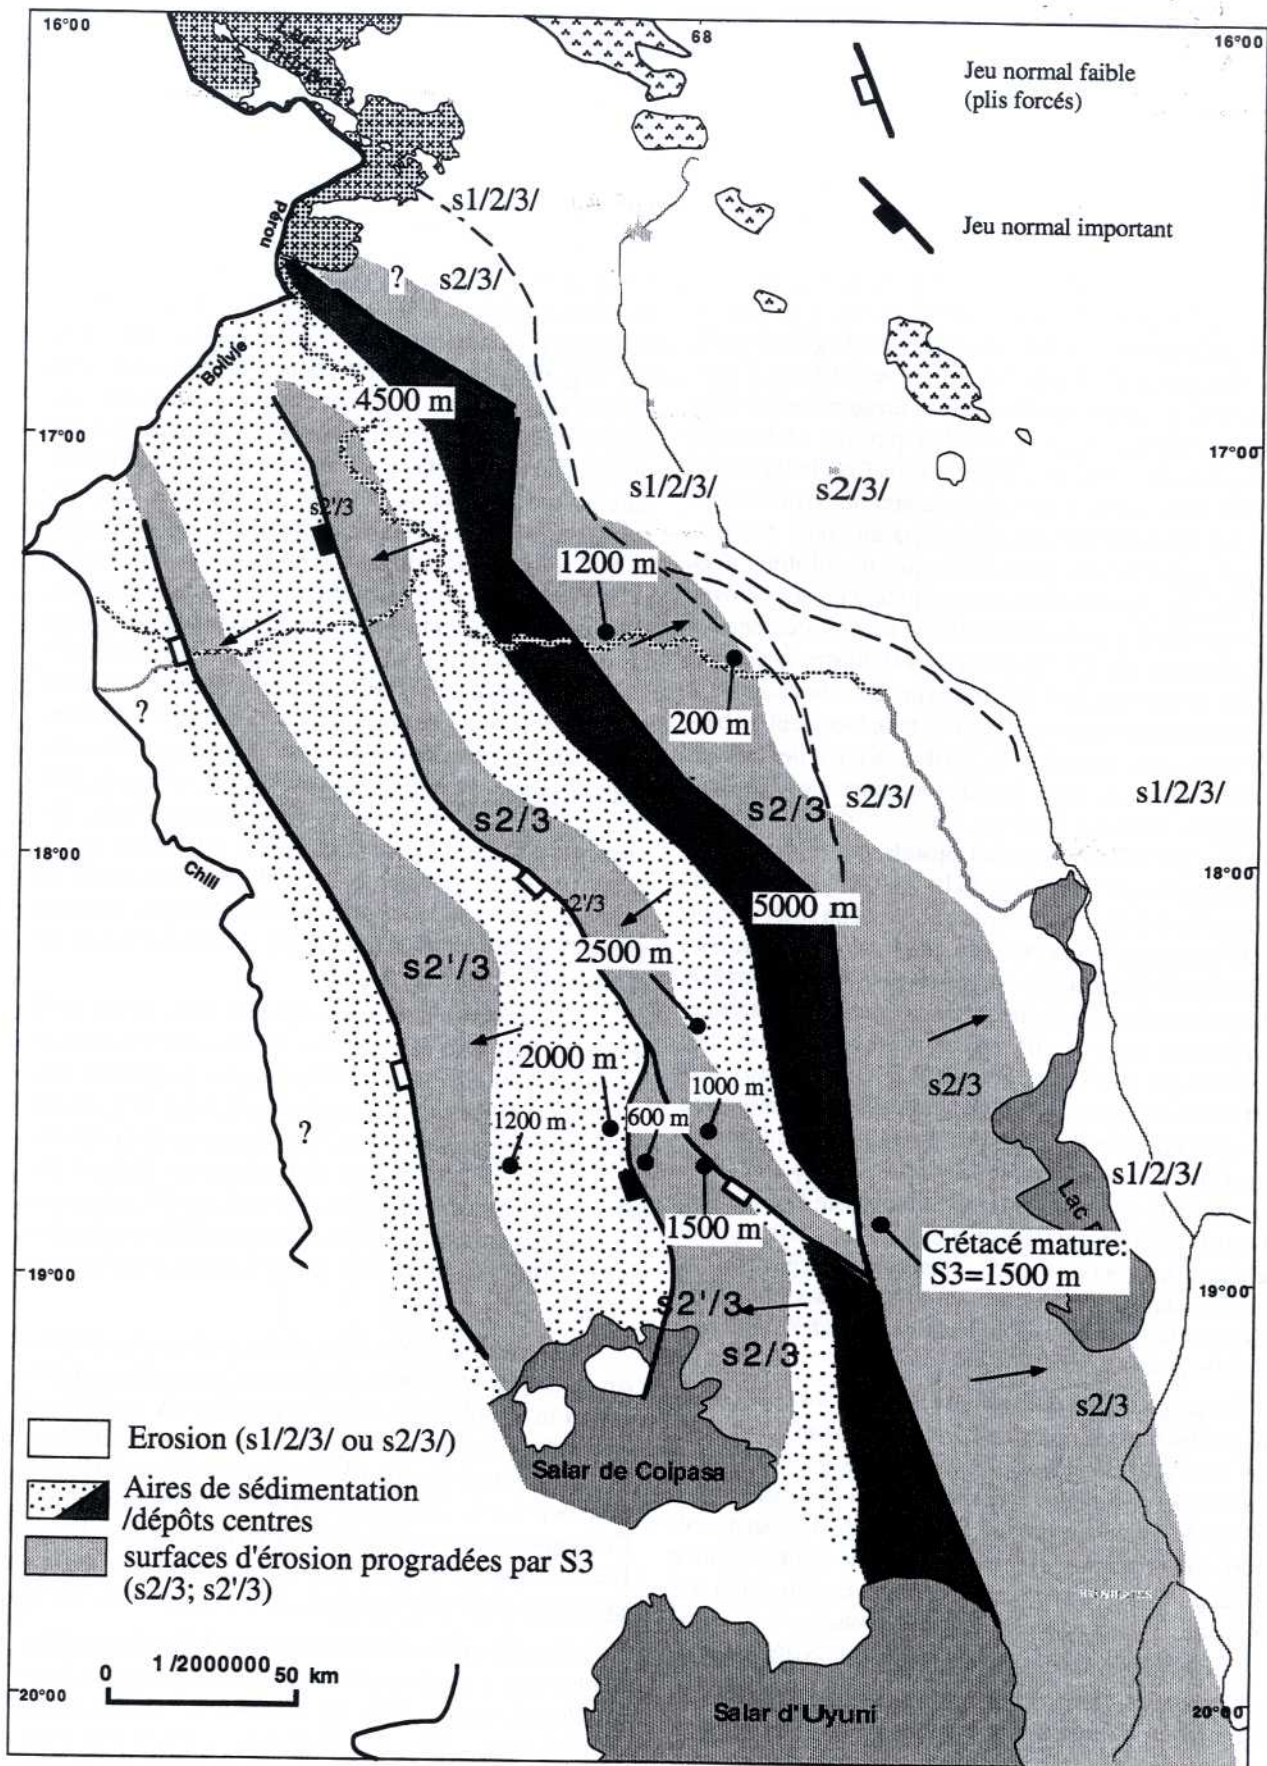 16°00
68
16°00
Jeu normal faible
(plis forcés)
s1/2/3/
Jeu normal important
Pérou
?
s2/3/
Bolivie
4500 m
17°00
17°00
s1/2/3/
s2/3/
s2'/3
1200 m
?
200 m
s2/3
s2/3
s2/3/
s1/2/3/
18°00
18°00
Chili
2'/3
5000 m
2500 m
s2'/3
2000 m
1000 m
s2/3
1200 m
600 m
?
s1/2/3/
Lac
1500 m
Crétacé mature:
S3=1500 m
19°00
19°00
s2'/3
s2/3
s2/3
Erosion (s1/2/3/ ou s2/3/)
Salar de Coipasa
Aires de sédimentation
/dépôts centres
surfaces d'érosion progradées par S3
(s2/3; s2'/3)
0 1/2000000 50 km
20°00
Salar d'Uyuni
20°00